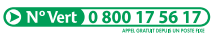 N° Vert 0 800 17 56 17
APPEL GRATUIT DEPUIS UN POSTE FIXE